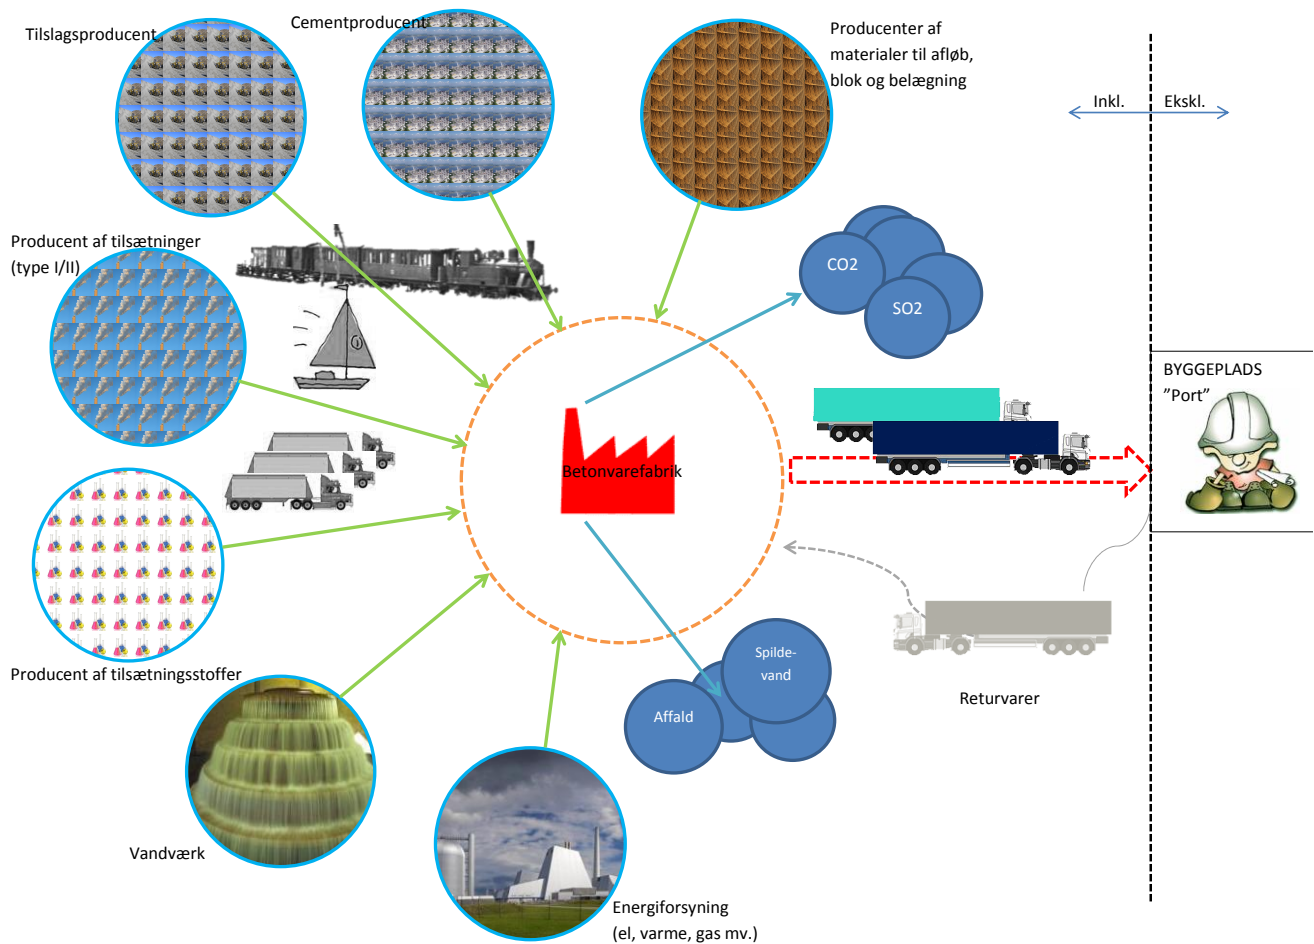 Tilslagsproducent
Cementproducent
Producenter af
materialer til afløb,
blok og belægning
Inkl.
Ekskl.
Producent af tilsætninger
(type I/II)
CO2
SO2
BYGGEPLADS
”Port”
Betonvarefabrik
Producent af tilsætningsstoffer
Spilde-
vand
Affald
Returvarer
Vandværk
Energiforsyning
(el, varme, gas mv.)